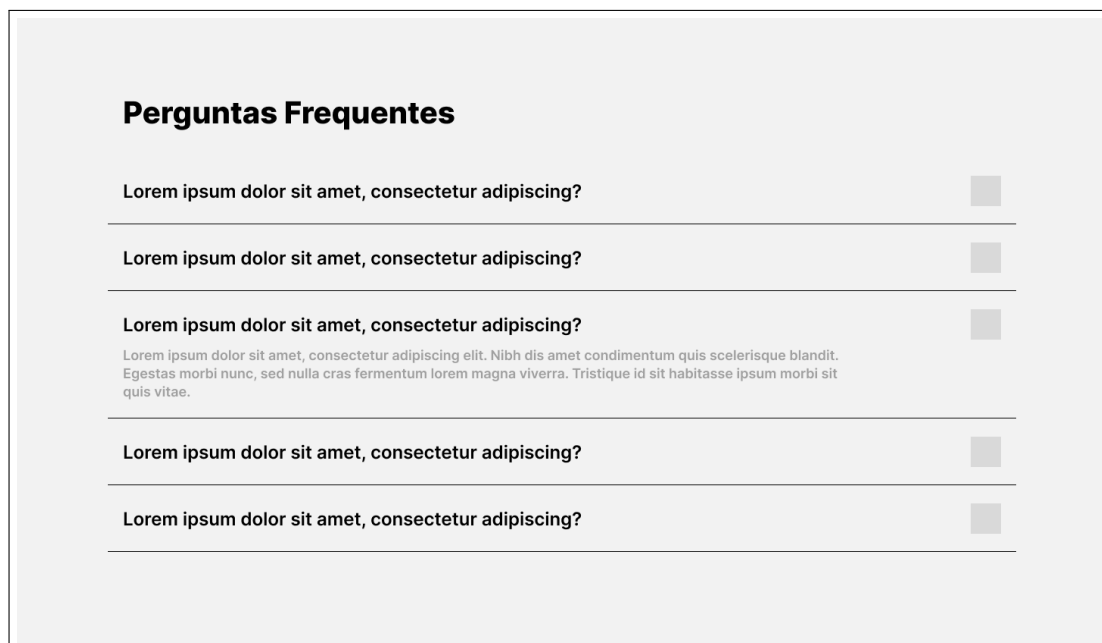 Perguntas Frequentes
Lorem ipsum dolor sit amet, consectetur adipiscing?
Lorem ipsum dolor sit amet, consectetur adipiscing?
Lorem ipsum dolor sit amet, consectetur adipiscing?
Lorem ipsum dolor sit amet, consectetur adipiscing elit. Nibh dis amet condimentum quis scelerisque blandit.
Egestas morbi nunc, sed nulla cras fermentum lorem magna viverra. Tristique id sit habitasse ipsum morbi sit
quis vitae.
Lorem ipsum dolor sit amet, consectetur adipiscing?
Lorem ipsum dolor sit amet, consectetur adipiscing?